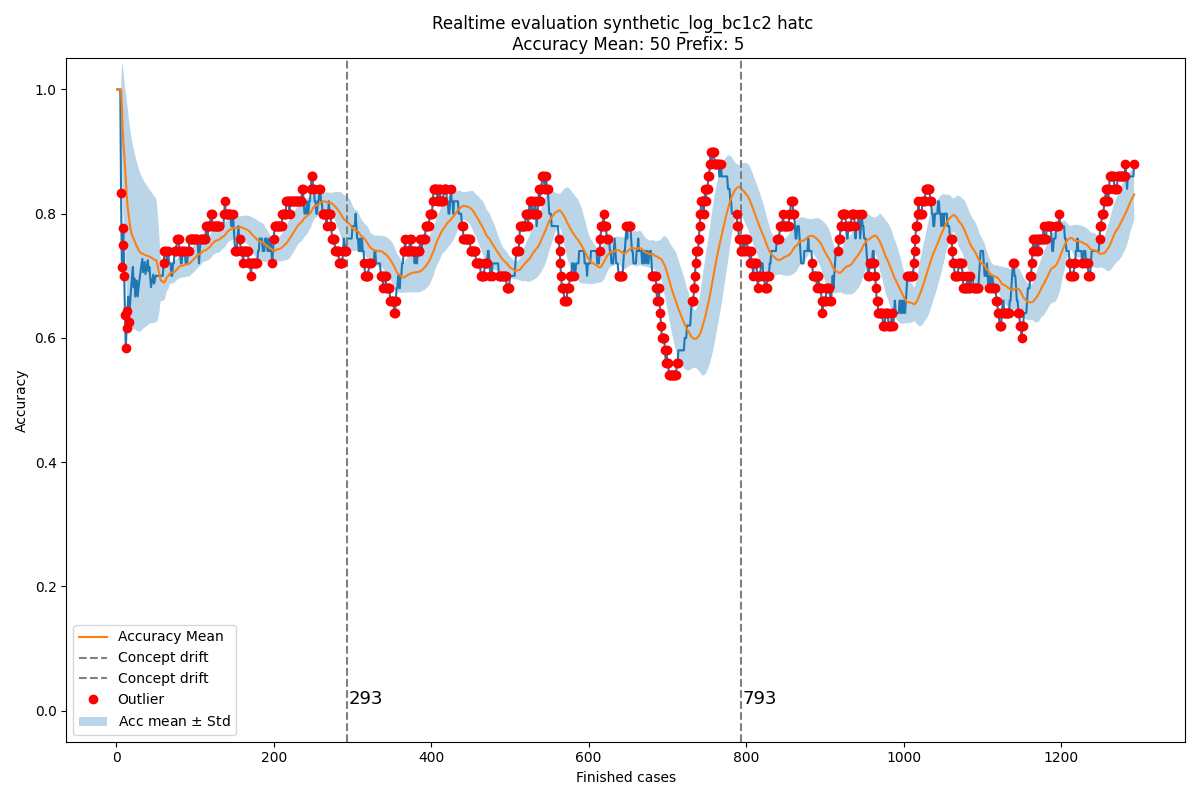 Realtime evaluation synthetic_log_bc1c2 hatc
Accuracy Mean: 50 Prefix: 5
Accuracy
1.0
0.8
0.6
0.4
0.2
0.0
293
793
Accuracy Mean
Concept drift
Concept drift
Outlier
Acc mean ± Std
0
200
400
600
800
1000
1200
Finished cases